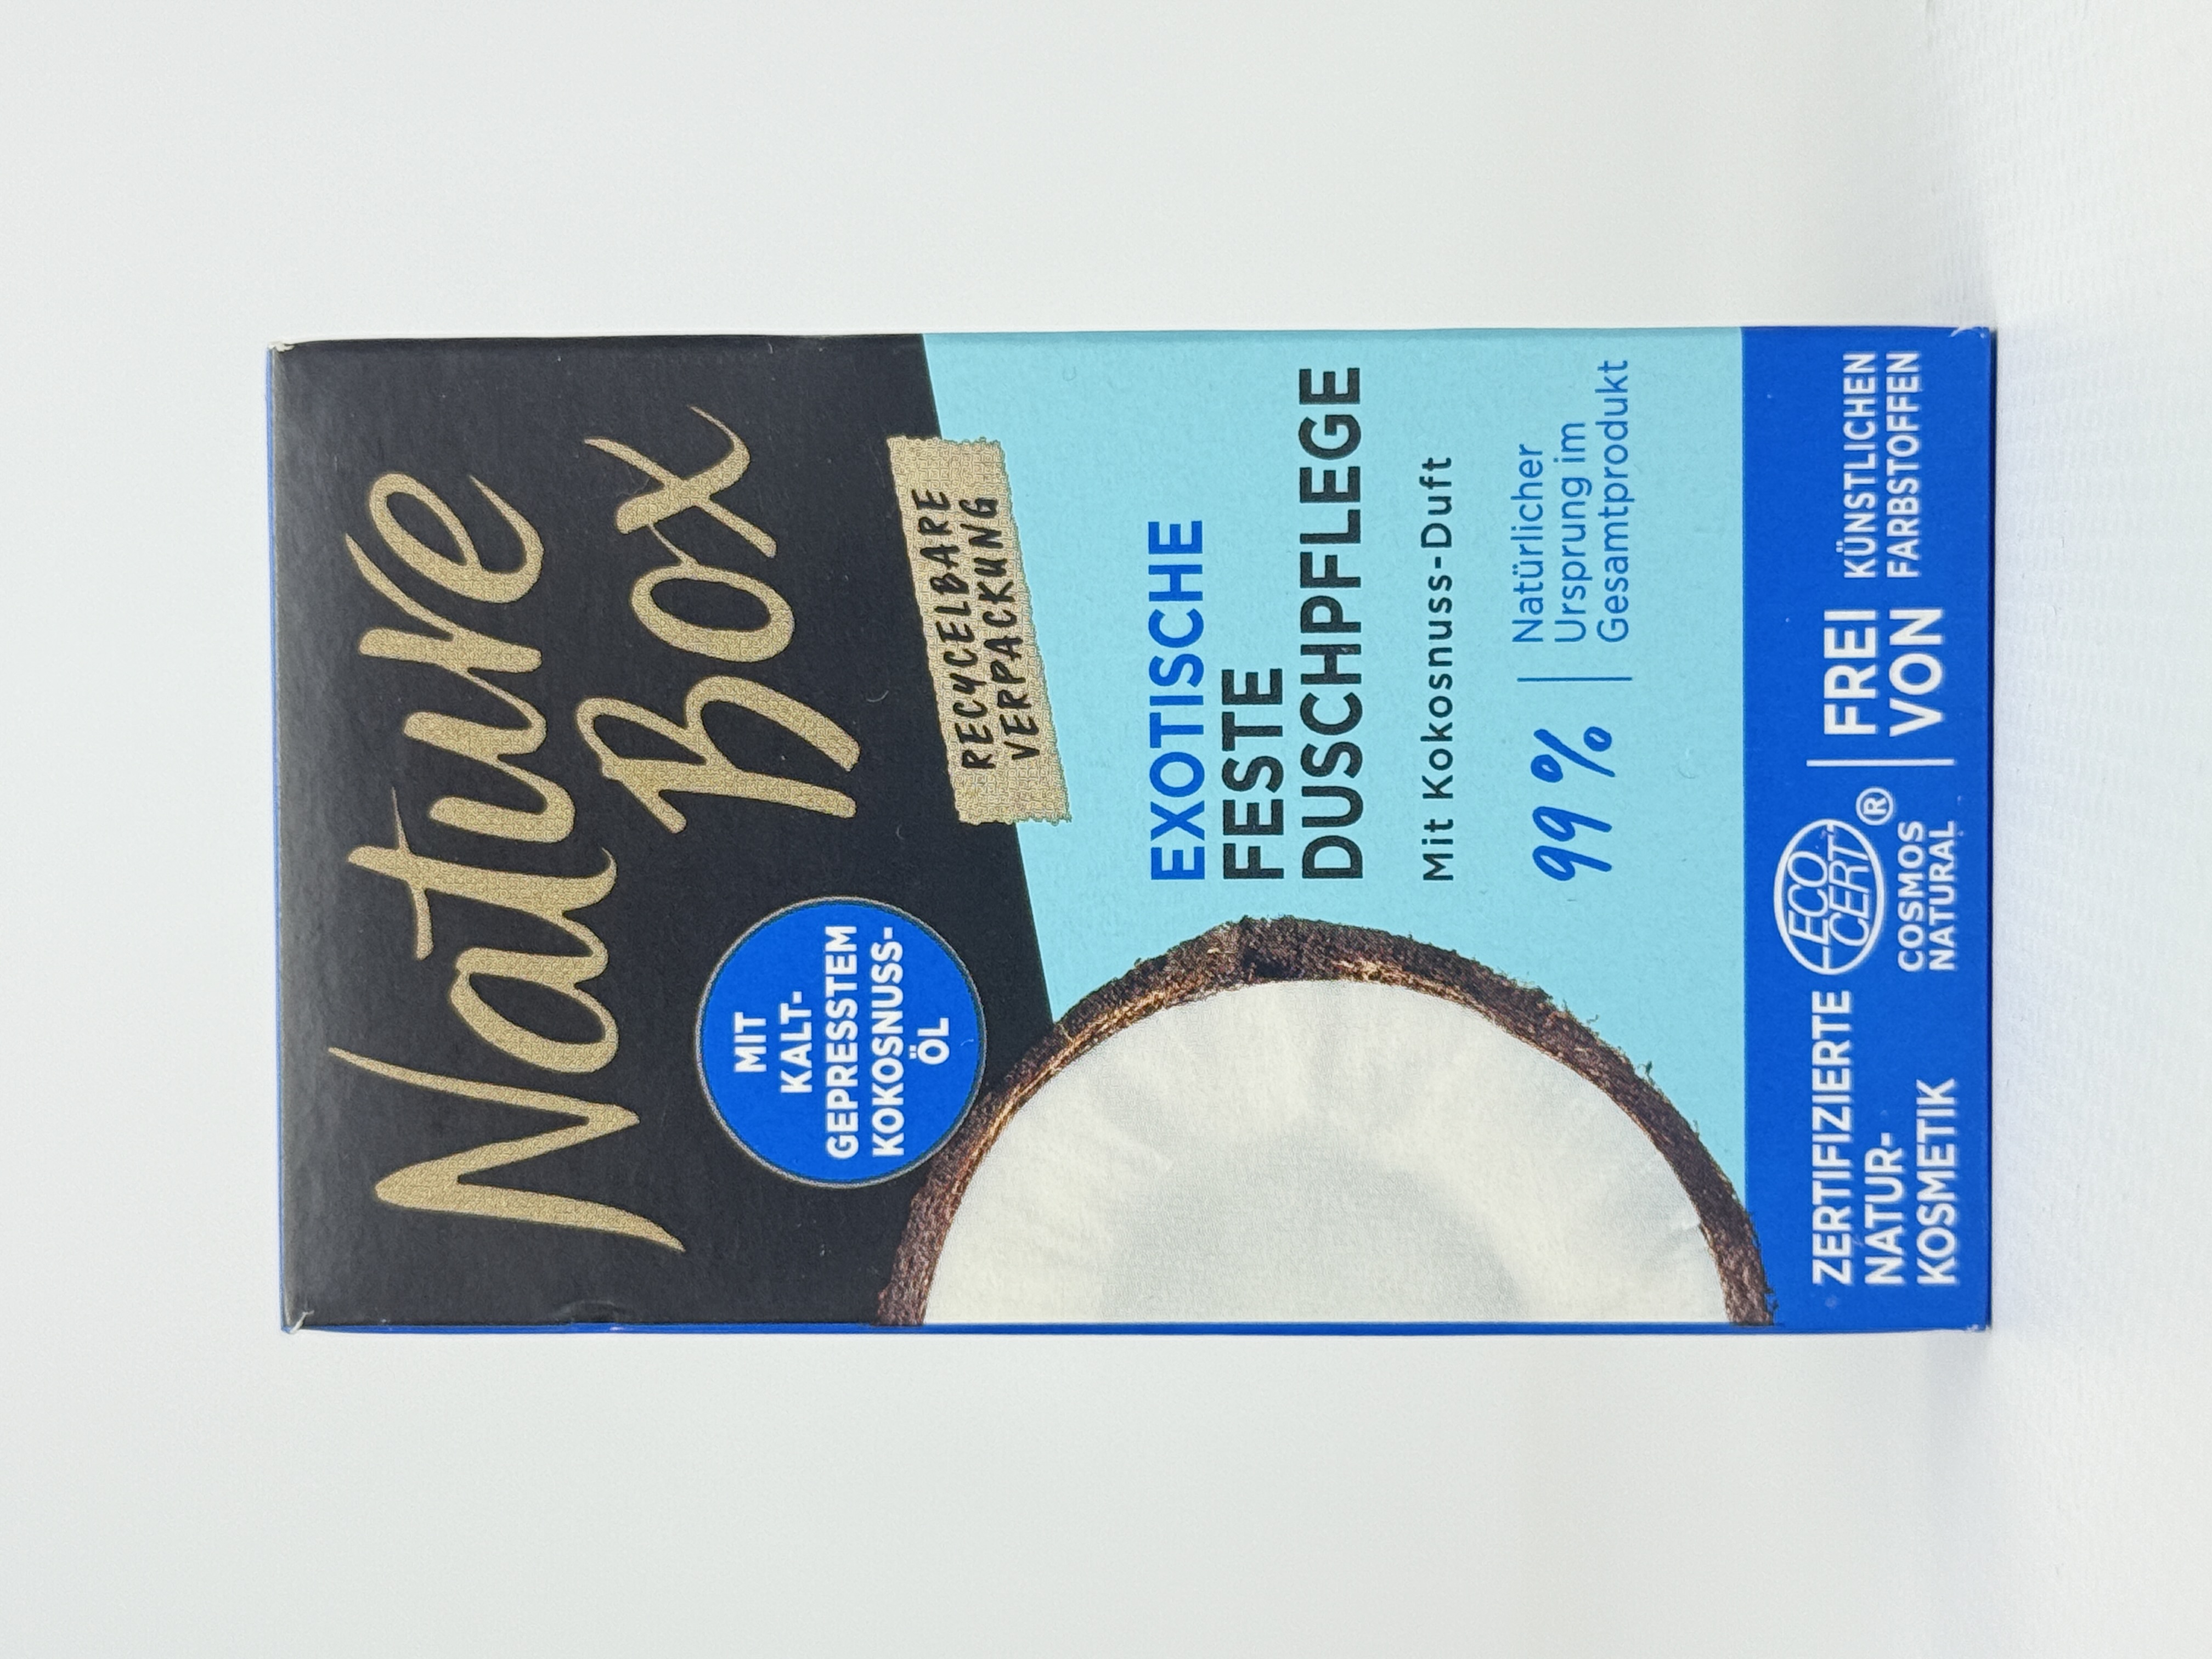 Nature
Box
MIT
KALT-
GEPRESSTEM
KOKOSNUSS-
ÖL
RECYCELBARE
VERPACKUNG
EXOTISCHE
FESTE
DUSCHPFLEGE
Mit Kokosnuss-Duft
99%
Natürlicher
Ursprung im
Gesamtprodukt
ZERTIFIZIERTE
NATUR-
KOSMETIK
ECO
CERT®
COSMOS
NATURAL
FREI
VON
KÜNSTLICHEN
FARBSTOFFEN